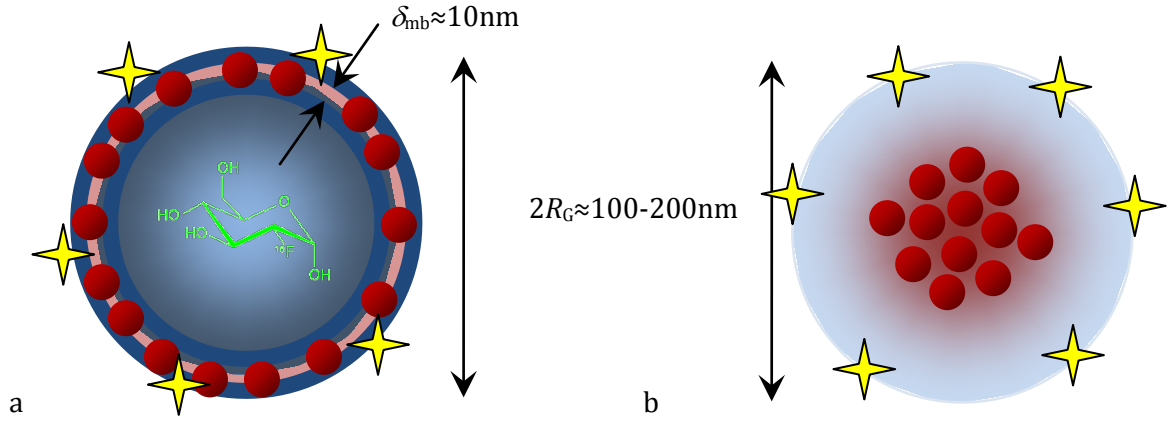 δmb≈10nm
OH
O
HO
HO
¹⁸F
OH
2RG≈100-200nm
a
b